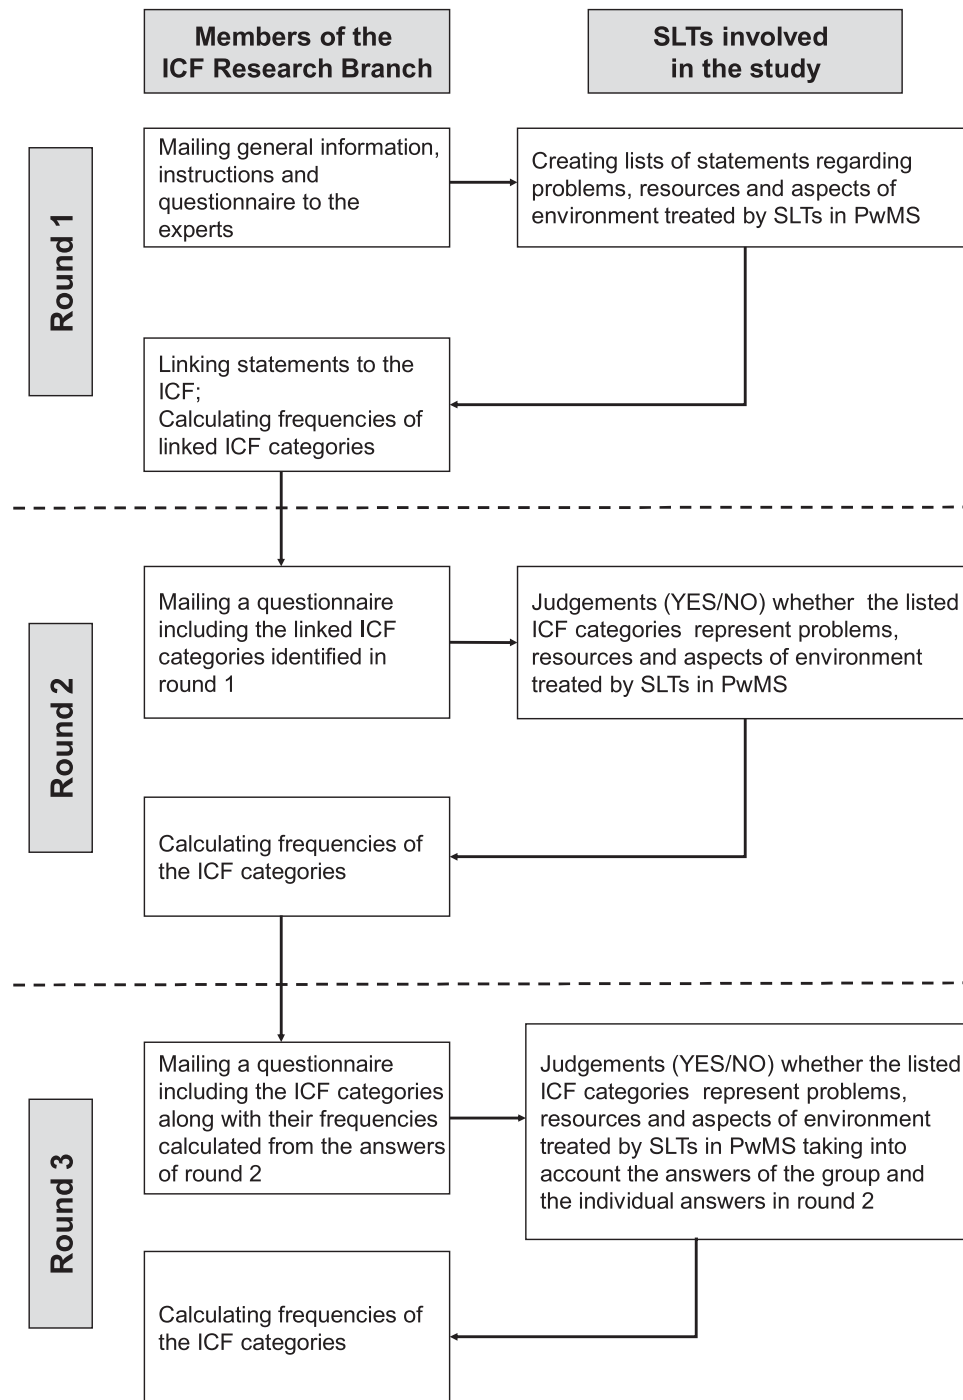 Members of the
ICF Research Branch
SLTs involved
in the study
Round 1
Mailing general information,
instructions and
questionnaire to the
experts
Creating lists of statements regarding
problems, resources and aspects of
environment treated by SLTs in PwMS
Linking statements to the
ICF;
Calculating frequencies of
linked ICF categories
Round 2
Mailing a questionnaire
including the linked ICF
categories identified in
round 1
Judgements (YES/NO) whether the listed
ICF categories represent problems,
resources and aspects of environment
treated by SLTs in PwMS
Calculating frequencies of
the ICF categories
Round 3
Mailing a questionnaire
including the ICF categories
along with their frequencies
calculated from the answers
of round 2
Judgements (YES/NO) whether the listed
ICF categories represent problems,
resources and aspects of environment
treated by SLTs in PwMS taking into
account the answers of the group and
the individual answers in round 2
Calculating frequencies of
the ICF categories